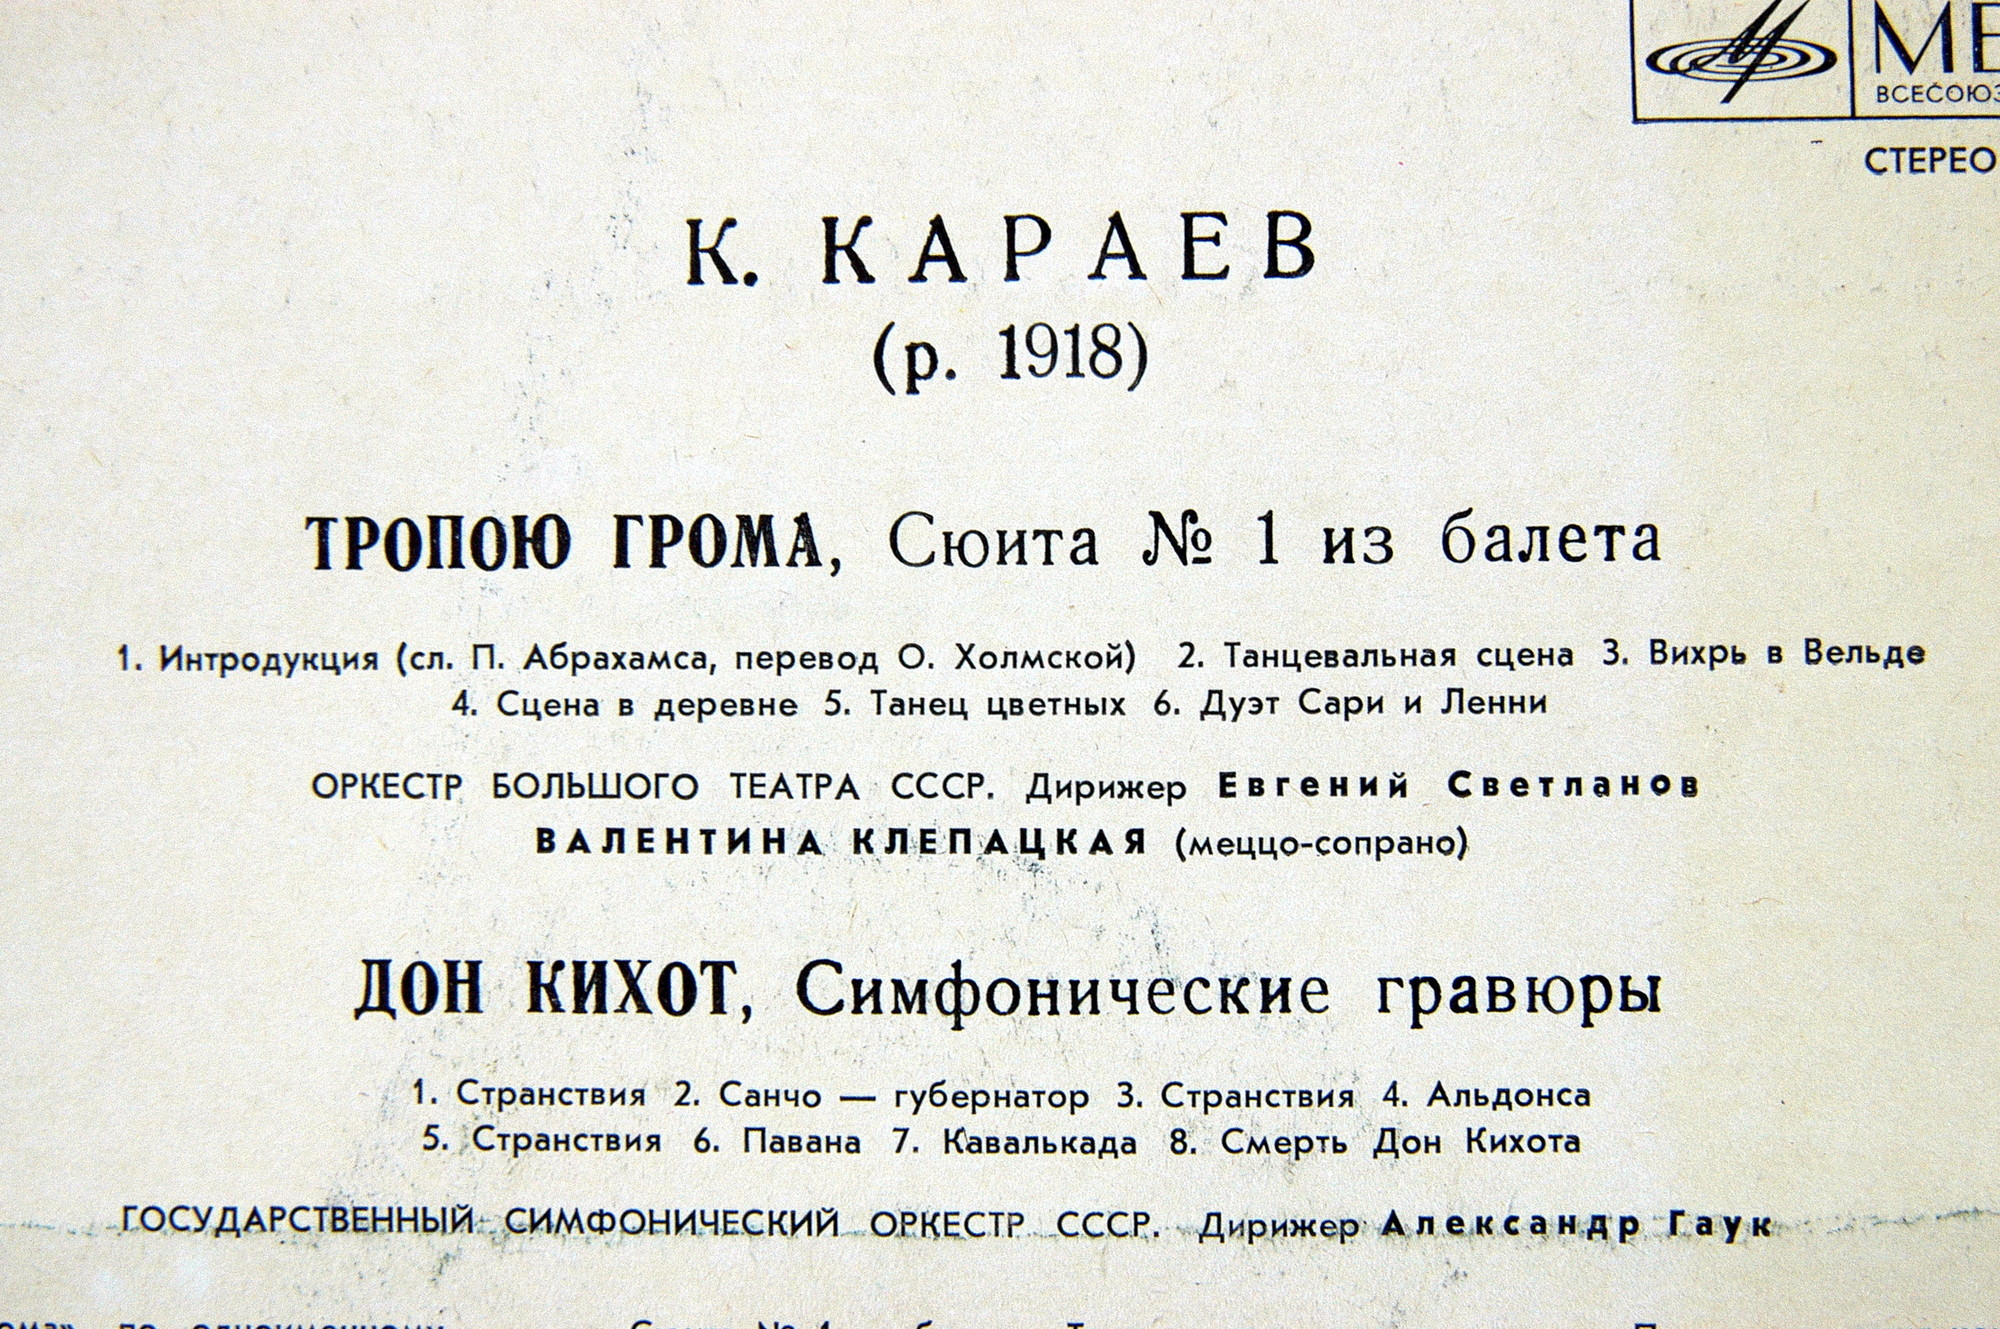 МЕ
ВСЕСОЮЗ
СТЕРЕО
К. КАРАЕВ
(р. 1918)
ТРОПОЮ ГРОМА, Сюита № 1 из балета
1. Интродукция (сл. П. Абрахамса, перевод О. Холмской) 2. Танцевальная сцена 3. Вихрь в Вельде
4. Сцена в деревне 5. Танец цветных 6. Дуэт Сари и Ленни
ОРКЕСТР БОЛЬШОГО ТЕАТРА СССР. Дирижер Евгений Светланов
ВАЛЕНТИНА КЛЕПАЦКАЯ (меццо-сопрано)
ДОН КИХОТ, Симфонические гравюры
1. Странствия 2. Санчо — губернатор 3. Странствия 4. Альдонса
5. Странствия 6. Павана 7. Кавалькада 8. Смерть Дон Кихота
ГОСУДАРСТВЕННЫЙ СИМФОНИЧЕСКИЙ ОРКЕСТР СССР. Дирижер Александр Гаук